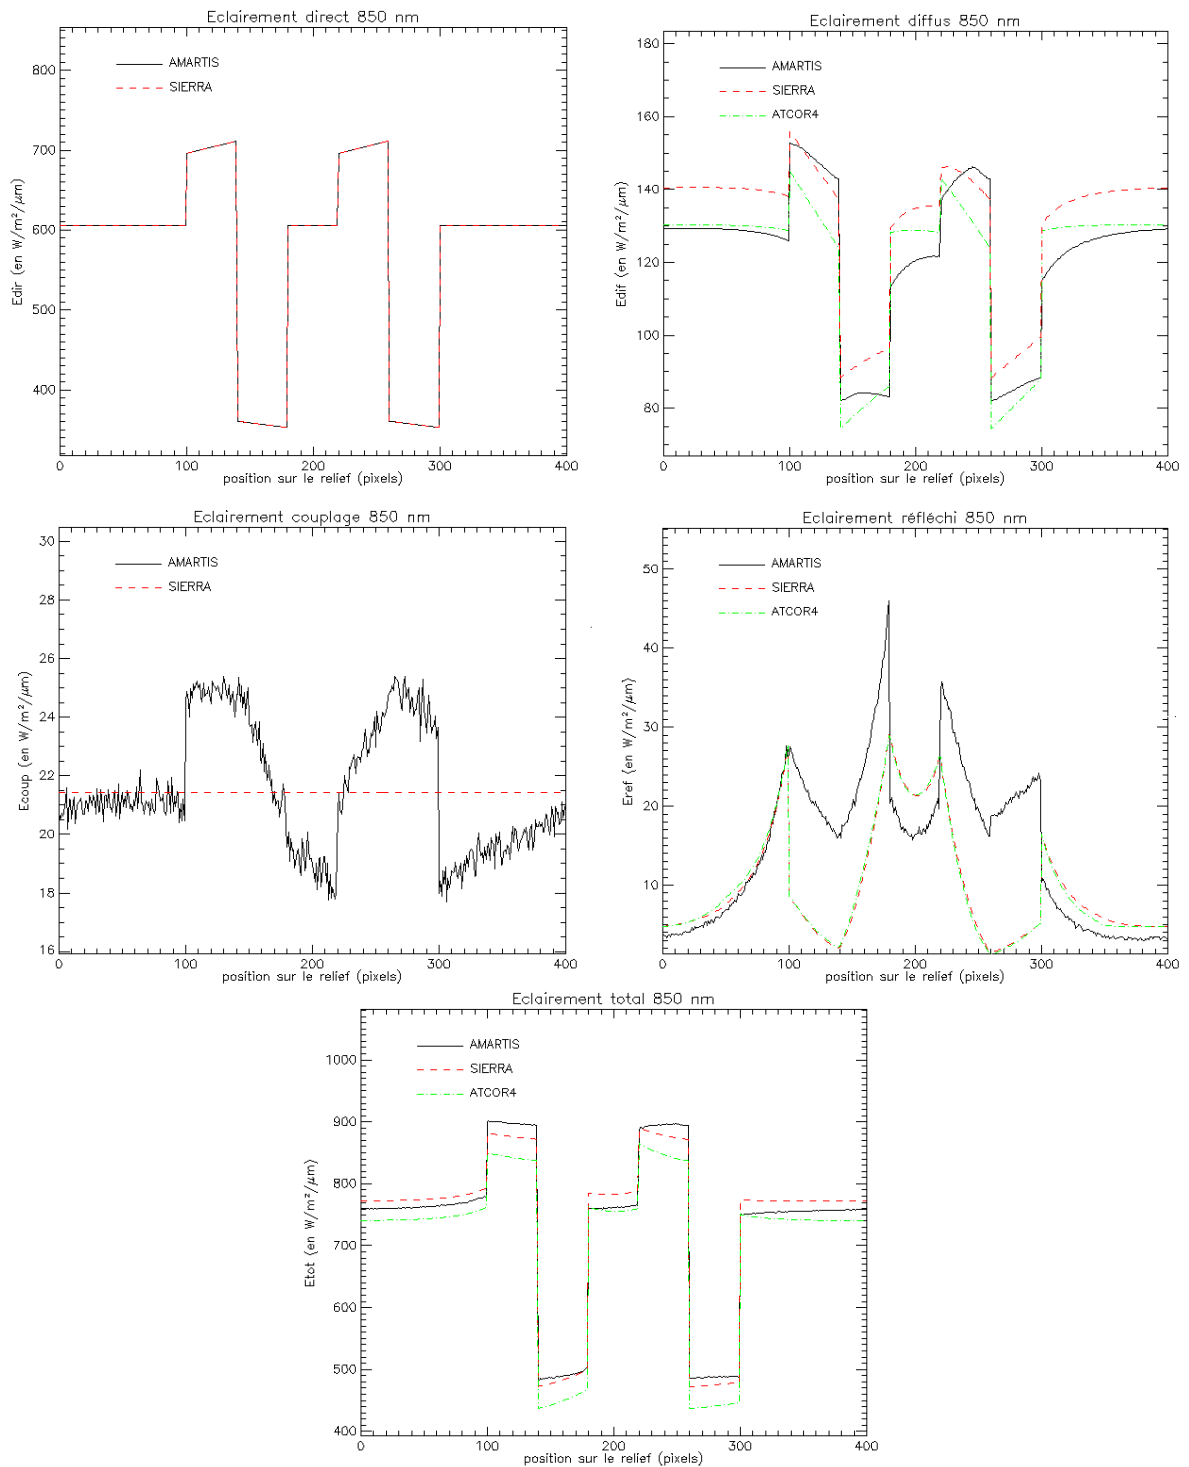 Eclairement direct 850 nm
800
700
600
500
400
Edir (en W/m²/μm)
AMARTIS
SIERRA
0 100 200 300 400
position sur le relief (pixels)
Eclairement diffus 850 nm
180
160
140
120
100
80
Edif (en W/m²/μm)
AMARTIS
SIERRA
ATCOR4
0 100 200 300 400
position sur le relief (pixels)
Eclairement couplage 850 nm
30
28
26
24
22
20
18
16
Ecoup (en W/m²/μm)
AMARTIS
SIERRA
0 100 200 300 400
position sur le relief (pixels)
Eclairement réfléchi 850 nm
50
40
30
20
10
Eref (en W/m²/μm)
AMARTIS
SIERRA
ATCOR4
0 100 200 300 400
position sur le relief (pixels)
Eclairement total 850 nm
1000
900
800
700
600
500
400
Etot (en W/m²/μm)
AMARTIS
SIERRA
ATCOR4
0 100 200 300 400
position sur le relief (pixels)